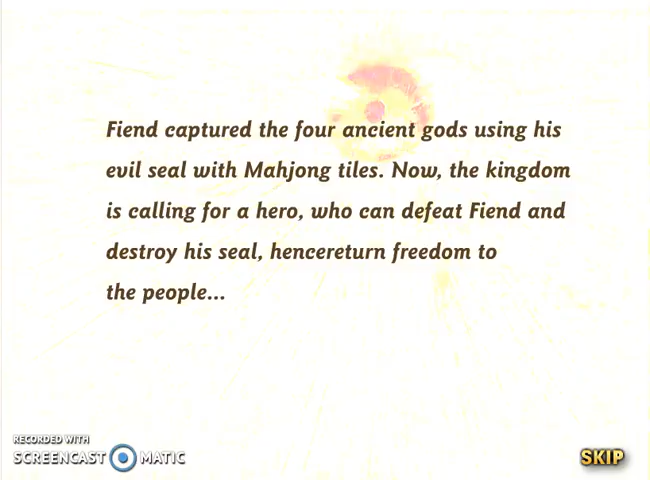 Fiend captured the four ancient gods using his
evil seal with Mahjong tiles. Now, the kingdom
is calling for a hero, who can defeat Fiend and
destroy his seal, hencereturn freedom to
the people...
RECORDED WITH
SCREENCAST MATIC
SKIP